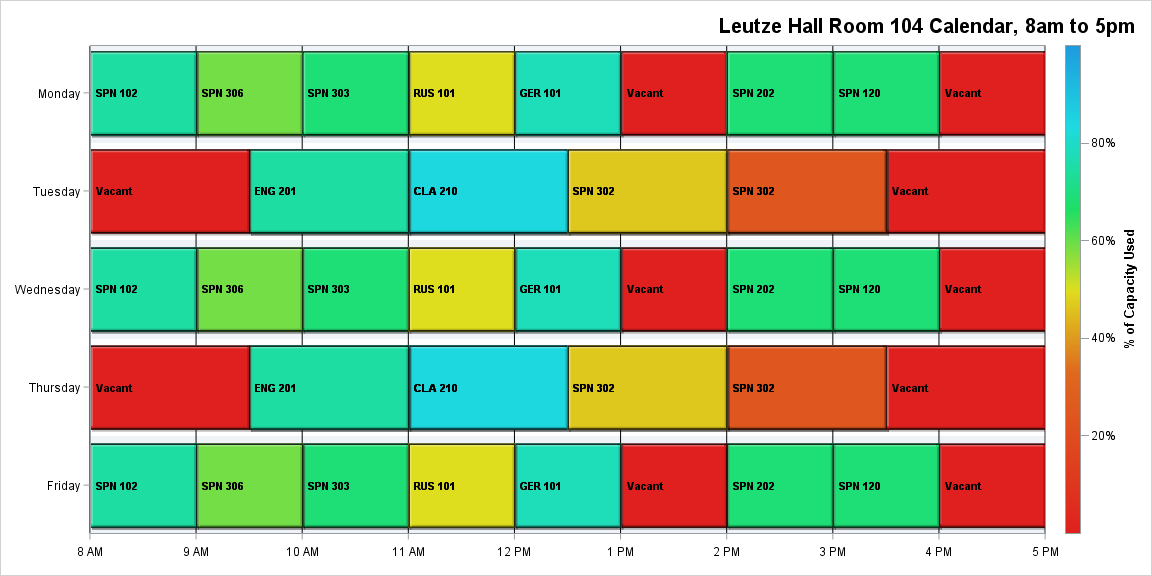 Leutze Hall Room 104 Calendar, 8am to 5pm
Monday
SPN 102
SPN 306
SPN 303
RUS 101
GER 101
Vacant
SPN 202
SPN 120
Vacant
Tuesday
Vacant
ENG 201
CLA 210
SPN 302
SPN 302
Vacant
Wednesday
SPN 102
SPN 306
SPN 303
RUS 101
GER 101
Vacant
SPN 202
SPN 120
Vacant
Thursday
Vacant
ENG 201
CLA 210
SPN 302
SPN 302
Vacant
Friday
SPN 102
SPN 306
SPN 303
RUS 101
GER 101
Vacant
SPN 202
SPN 120
Vacant
8 AM
9 AM
10 AM
11 AM
12 PM
1 PM
2 PM
3 PM
4 PM
5 PM
80%
60%
40%
20%
% of Capacity Used